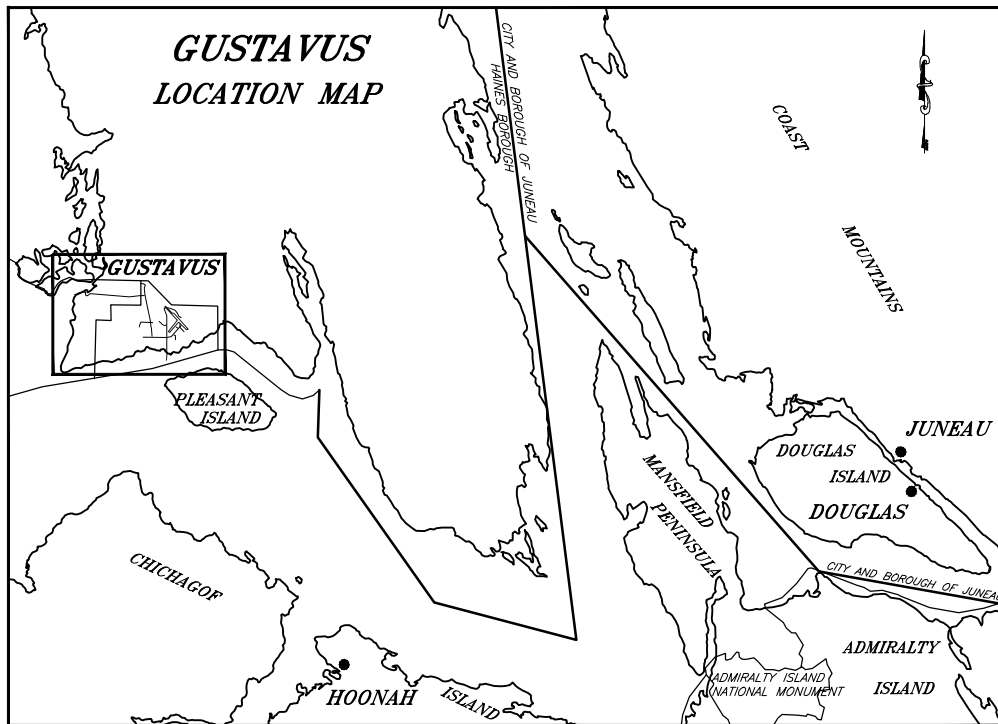 GUSTAVUS
LOCATION MAP
CITY AND BOROUGH OF JUNEAU
HAINES BOROUGH
COAST
MOUNTAINS
GUSTAVUS
PLEASANT
ISLAND
JUNEAU
DOUGLAS
ISLAND
DOUGLAS
MANSFIELD
PENINSULA
CHICHAGOF
CITY AND BOROUGH OF JUNEAU
ADMIRALTY
ISLAND
ADMIRALTY ISLAND
NATIONAL MONUMENT
HOONAH
ISLAND